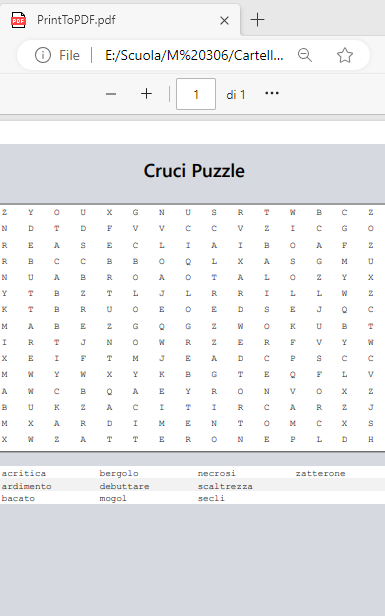 PrintToPDF.pdf
File E:/Scuola/M%20306/Cartell...
1 di 1
Cruci Puzzle
Z Y O U X G N U S R T W B C Z
N D T D F V V C C V Z I C G O
R E A S E C L I A I B O A F Z
R B C C B B O Q L X A S G M U
N U A B R O A O T A L O Z Y X
Y T B Z T L J L R R I L L W Z
K T B R U O E O E D S E J Q C
M A B E Z G Q G Z W O K U B T
I R T J N O W R Z E R F V Y W
X E I F T M J E A D C P S C C
M W Y W X Y K B G T E Q F L V
A W C B Q A E Y R O N V O X Z
B U K Z A C I T I R C A R Z J
M X A R D I M E N T O M C X S
X W Z A T T E R O N E P L D H
acritica bergolo necrosi zatterone
ardimento debuttare scaltrezza
bacato mogol secli